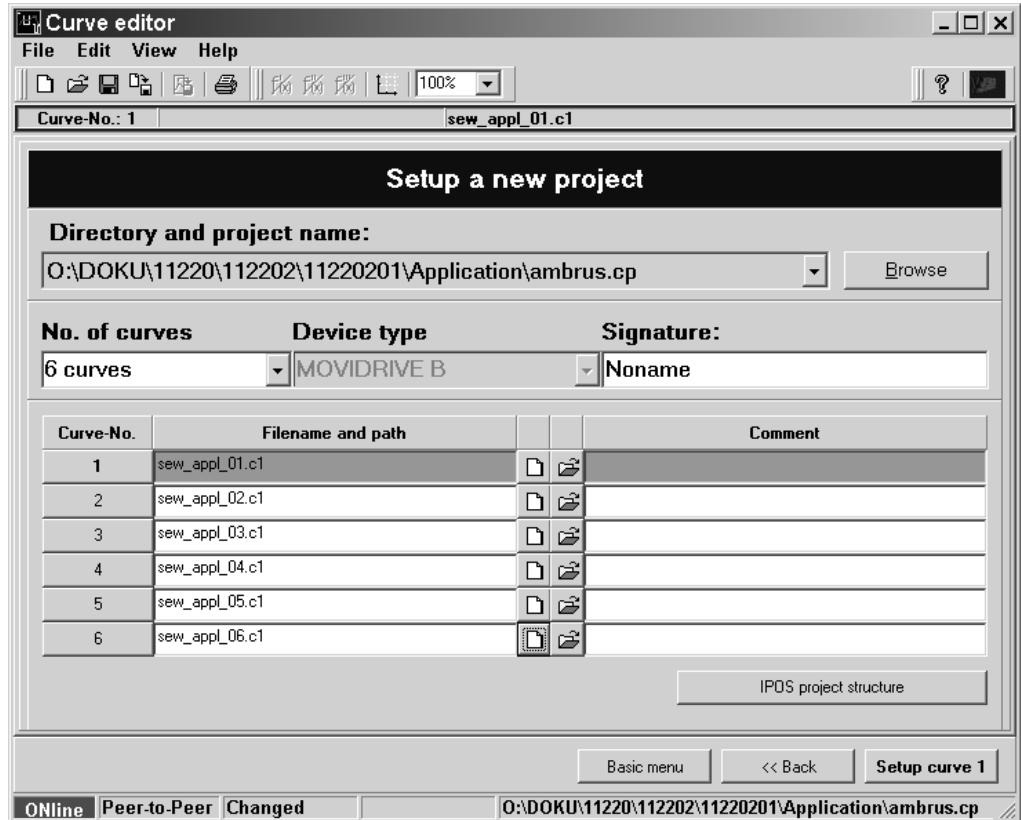 Curve editor
File Edit View Help
100%
Curve-No.: 1 sew_appl_01.c1
Setup a new project
Directory and project name:
O:\DOKU\11220\112202\11220201\Application\ambrus.cp Browse
No. of curves Device type Signature:
6 curves MOVIDRIVE B Noname
Curve-No. Filename and path Comment
1 sew_appl_01.c1
2 sew_appl_02.c1
3 sew_appl_03.c1
4 sew_appl_04.c1
5 sew_appl_05.c1
6 sew_appl_06.c1
IPOS project structure
Basic menu << Back Setup curve 1
ONline Peer-to-Peer Changed O:\DOKU\11220\112202\11220201\Application\ambrus.cp